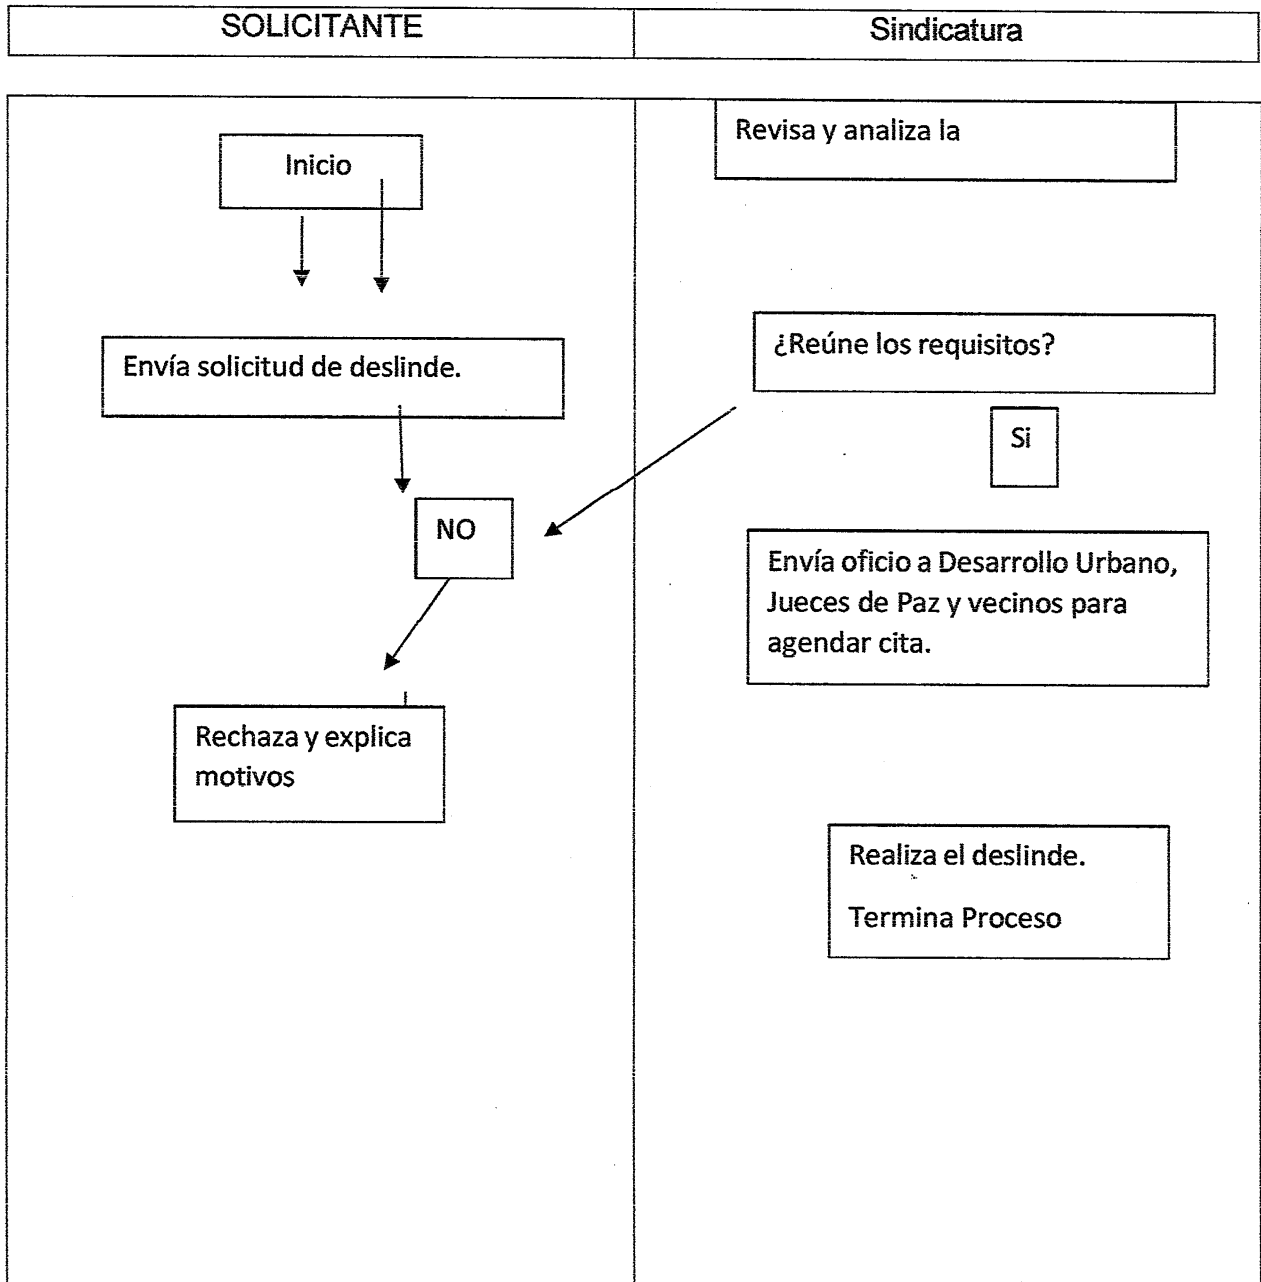 SOLICITANTE
Sindicatura
Inicio
Envía solicitud de deslinde.
NO
Rechaza y explica
motivos
Revisa y analiza la
¿Reúne los requisitos?
Si
Envía oficio a Desarrollo Urbano,
Jueces de Paz y vecinos para
agendar cita.
Realiza el deslinde.
Termina Proceso